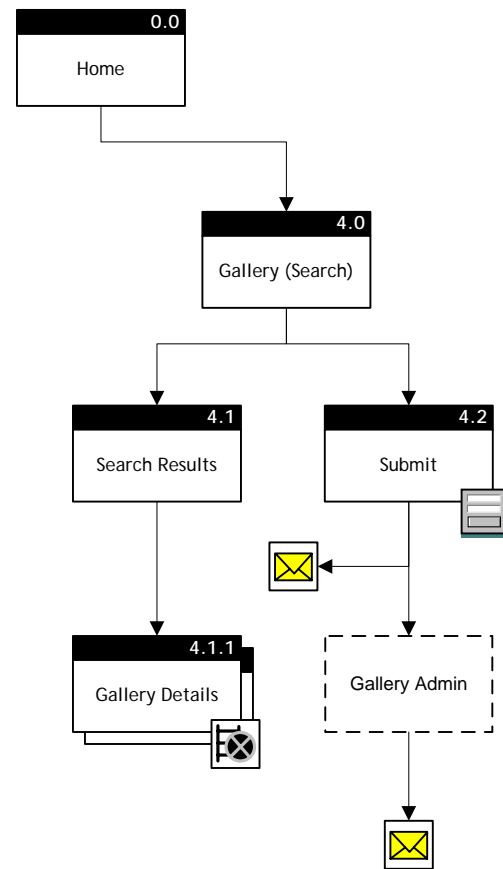 0.0
Home
4.0
Gallery (Search)
4.1
Search Results
4.2
Submit
4.1.1
Gallery Details
Gallery Admin